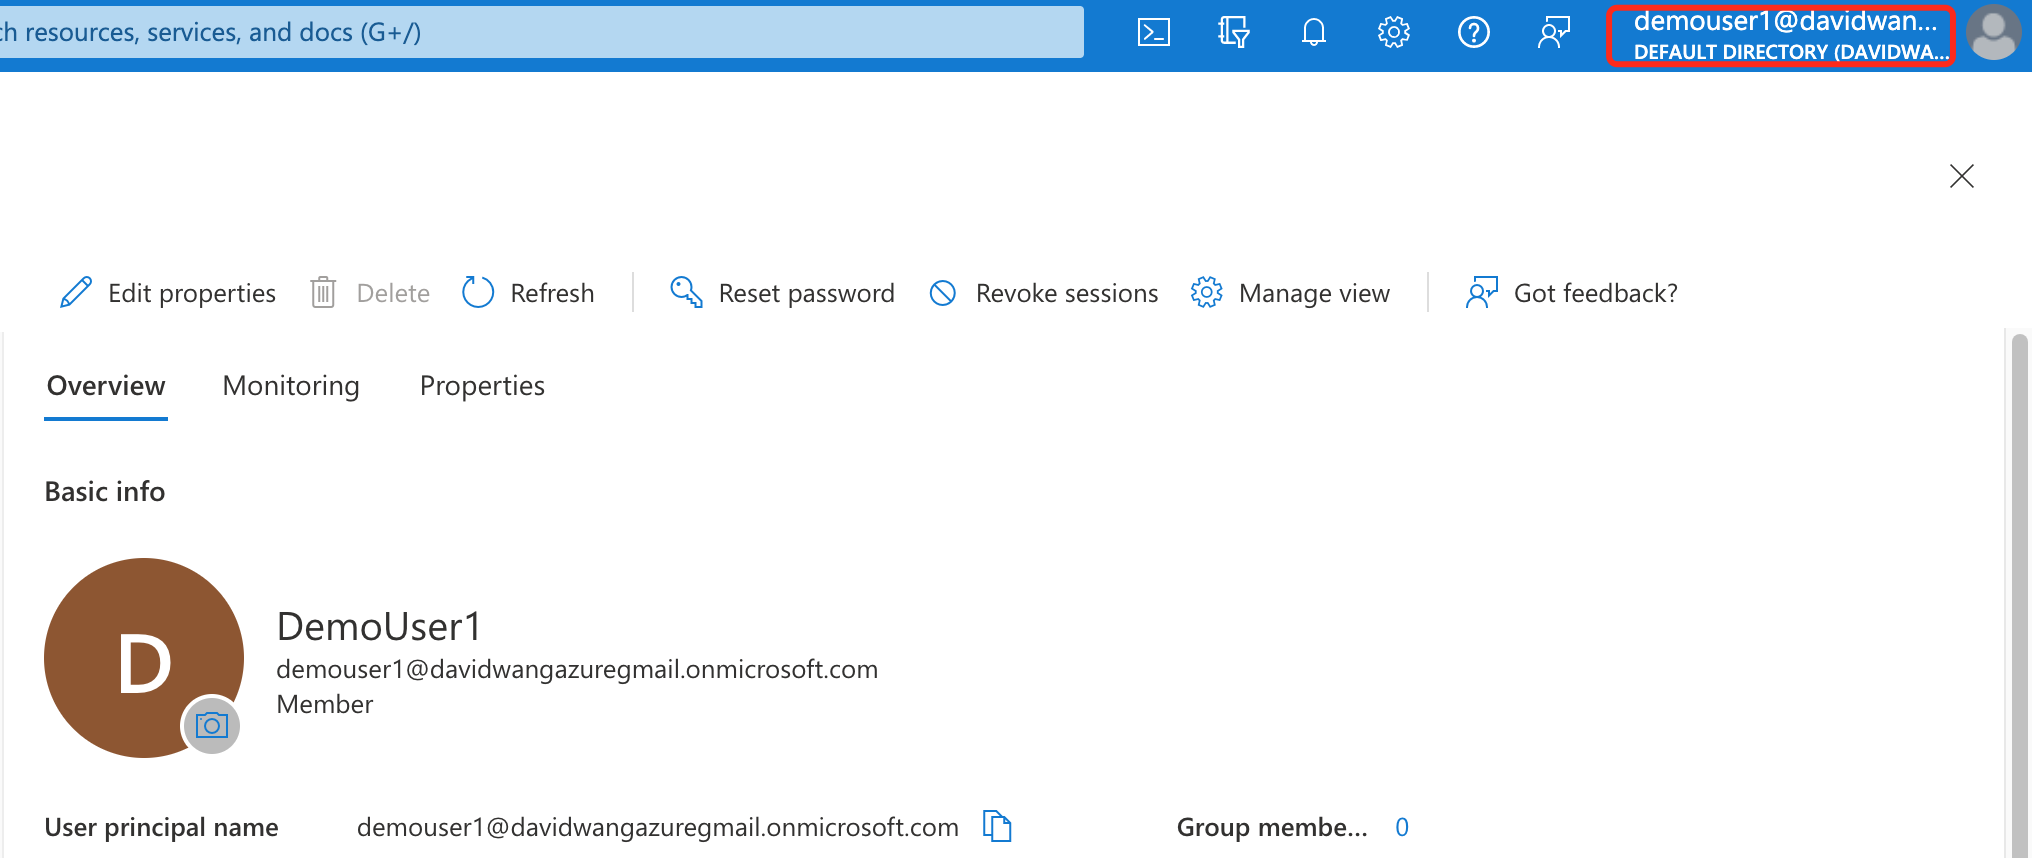 ch resources, services, and docs (G+/)
demouser1@davidwan...
DEFAULT DIRECTORY (DAVIDWA...
Edit properties Delete Refresh Reset password Revoke sessions Manage view Got feedback?
Overview Monitoring Properties
Basic info
D
DemoUser1
demouser1@davidwangazuregmail.onmicrosoft.com
Member
User principal name demouser1@davidwangazuregmail.onmicrosoft.com Group membe... 0